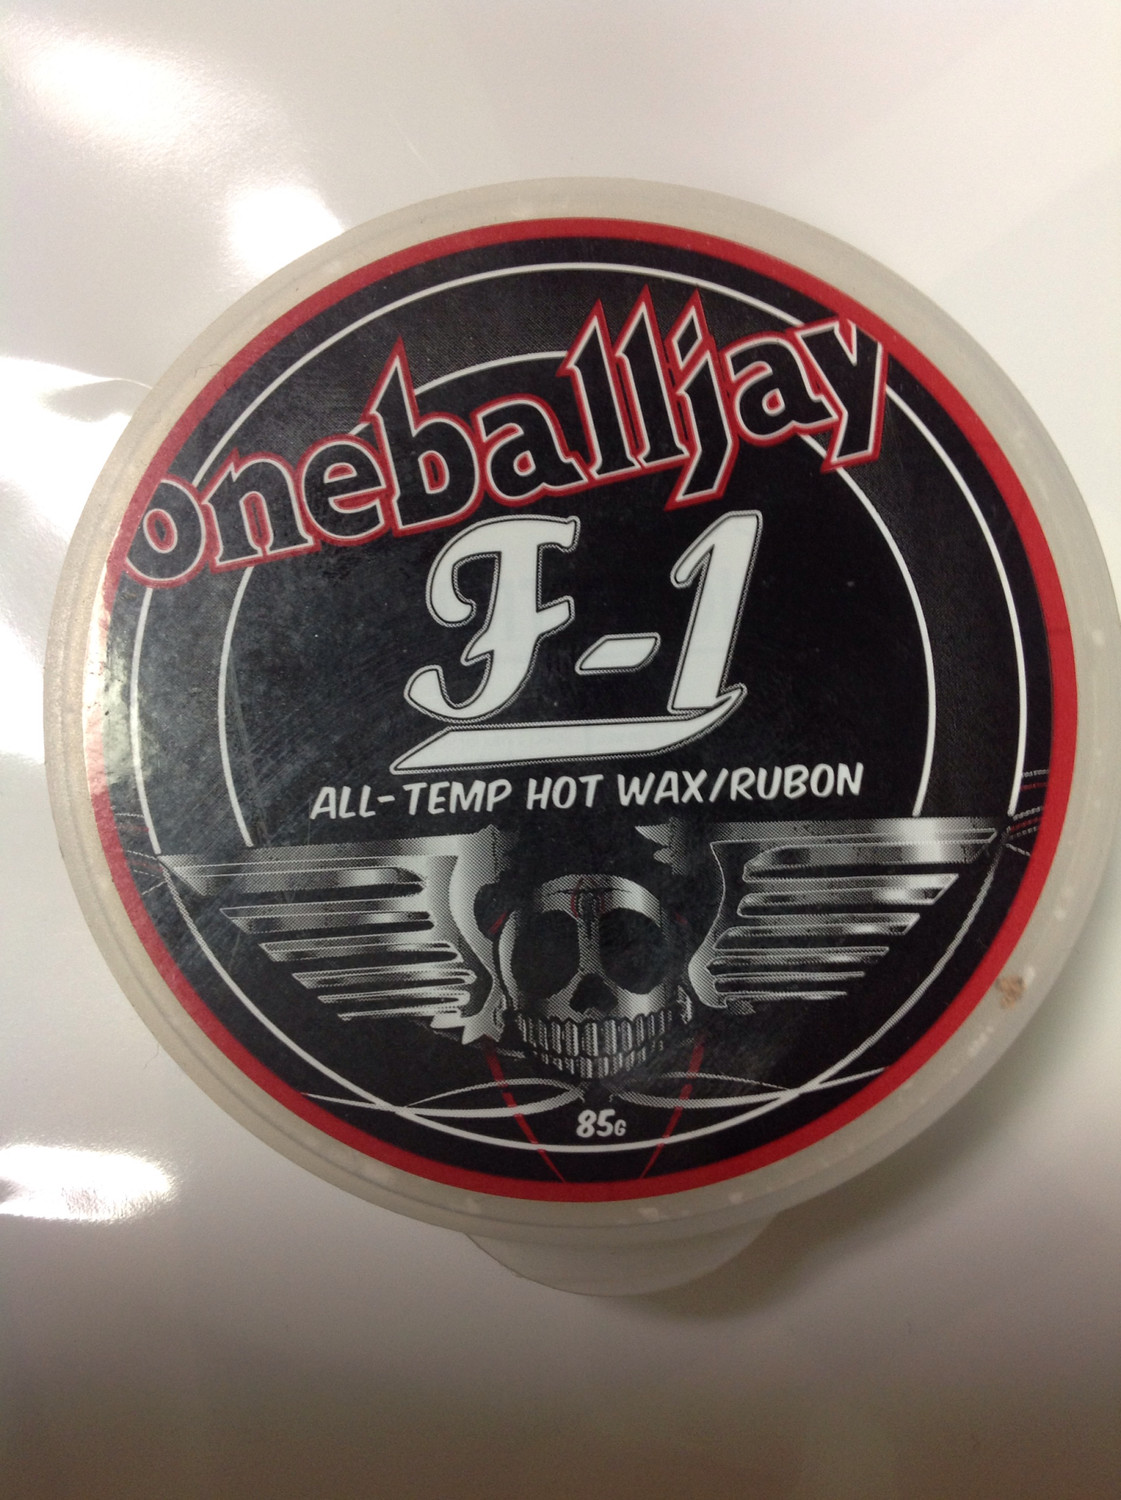 oneballjay
F-1
ALL-TEMP HOT WAX/RUBON
85G